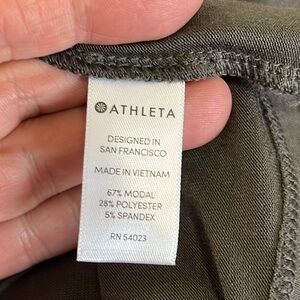 ATHLETA
DESIGNED IN
SAN FRANCISCO
MADE IN VIETNAM
67% MODAL
28% POLYESTER
5% SPANDEX
RN 54023